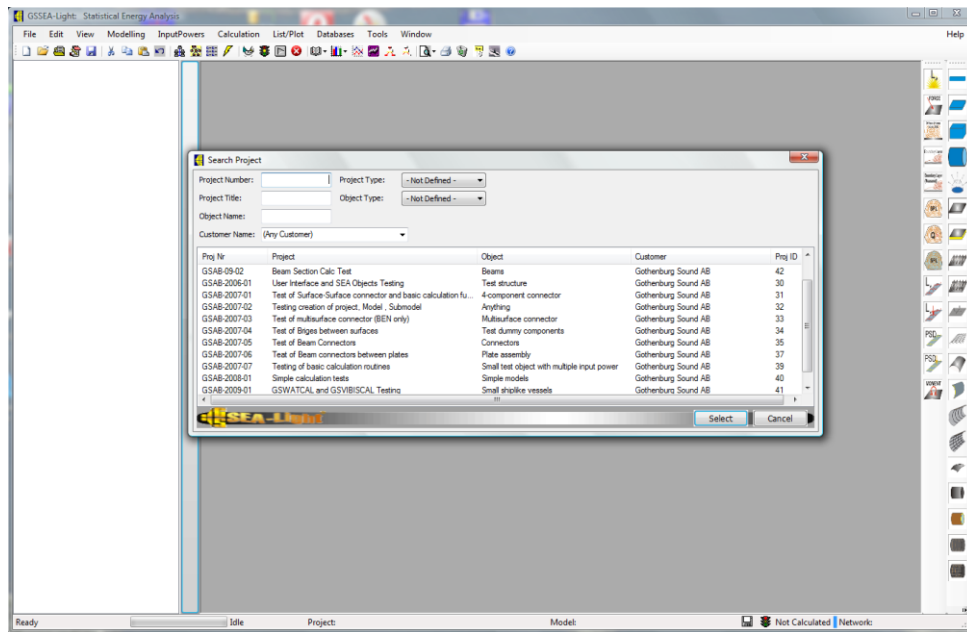 GSSEA-Light: Statistical Energy Analysis
File Edit View Modelling InputPowers Calculation List/Plot Databases Tools Window Help
Search Project
Project Number: Project Type: - Not Defined -
Project Title: Object Type: - Not Defined -
Object Name:
Customer Name: (Any Customer)
Proj Nr Project Object Customer Proj ID
GSAB-09-02 Beam Section Calc Test Beams Gothenburg Sound AB 42
GSAB-2006-01 User Interface and SEA Objects Testing Test structure Gothenburg Sound AB 30
GSAB-2007-01 Test of Surface-Surface connector and basic calculation fu... 4-component connector Gothenburg Sound AB 31
GSAB-2007-02 Testing creation of project, Model , Submodel Anything Gothenburg Sound AB 32
GSAB-2007-03 Test of multisurface connector (BEN only) Multisurface connector Gothenburg Sound AB 33
GSAB-2007-04 Test of Briges between surfaces Test dummy components Gothenburg Sound AB 34
GSAB-2007-05 Test of Beam Connectors Connectors Gothenburg Sound AB 35
GSAB-2007-06 Teat of Beam connectors between plates Plate assembly Gothenburg Sound AB 37
GSAB-2007-07 Testing of basic calculation routines Small test object with multiple input power Gothenburg Sound AB 39
GSAB-2008-01 Simple calculation tests Simple models Gothenburg Sound AB 40
GSAB-2009-01 GSWATCAL and GSVIBISCAL Testing Small shiplike vessels Gothenburg Sound AB 41
SEA-Light Select Cancel
FORCE
SPL
Q
SPL
PSD
PSD
Ready Idle Project: Model: Not Calculated Network: